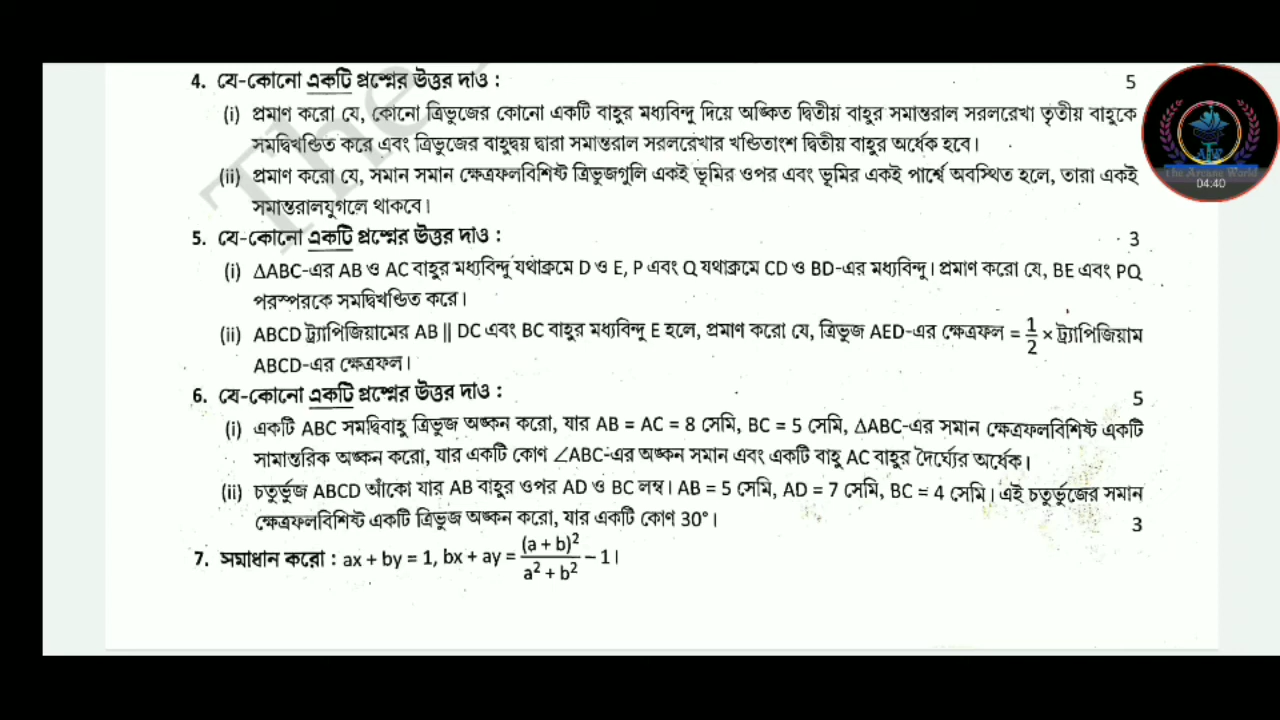 4. যে-কোনো একটি প্রশ্নের উত্তর দাও : 5
(i) প্রমাণ করো যে, কোনো ত্রিভুজের কোনো একটি বাহুর মধ্যবিন্দু দিয়ে অঙ্কিত দ্বিতীয় বাহুর সমান্তরাল সরলরেখা তৃতীয় বাহুকে
সমদ্বিখন্ডিত করে এবং ত্রিভুজের বাহুদ্বয় দ্বারা সমান্তরাল সরলরেখার খন্ডিতাংশ দ্বিতীয় বাহুর অর্ধেক হবে।
(ii) প্রমাণ করো যে, সমান সমান ক্ষেত্রফলবিশিষ্ট ত্রিভুজগুলি একই ভূমির ওপর এবং ভূমির একই পার্শ্বে অবস্থিত হলে, তারা একই
সমান্তরালযুগলে থাকবে।
5. যে-কোনো একটি প্রশ্নের উত্তর দাও : 3
(i) ΔABC-এর AB ও AC বাহুর মধ্যবিন্দু যথাক্রমে D ও E, P এবং Q যথাক্রমে CD ও BD-এর মধ্যবিন্দু। প্রমাণ করো যে, BE এবং PQ
পরস্পরকে সমদ্বিখন্ডিত করে।
(ii) ABCD ট্র্যাপিজিয়ামের AB || DC এবং BC বাহুর মধ্যবিন্দু E হলে, প্রমাণ করো যে, ত্রিভুজ AED-এর ক্ষেত্রফল = 1/2 × ট্র্যাপিজিয়াম
ABCD-এর ক্ষেত্রফল।
6. যে-কোনো একটি প্রশ্নের উত্তর দাও : 5
(i) একটি ABC সমদ্বিবাহু ত্রিভুজ অঙ্কন করো, যার AB = AC = 8 সেমি, BC = 5 সেমি, ΔABC-এর সমান ক্ষেত্রফলবিশিষ্ট একটি
সামান্তরিক অঙ্কন করো, যার একটি কোণ ∠ABC-এর অঙ্কন সমান এবং একটি বাহু AC বাহুর দৈর্ঘ্যের অর্ধেক।
(ii) চতুর্ভুজ ABCD আঁকো যার AB বাহুর ওপর AD ও BC লম্ব। AB = 5 সেমি, AD = 7 সেমি, BC = 4 সেমি। এই চতুর্ভুজের সমান
ক্ষেত্রফলবিশিষ্ট একটি ত্রিভুজ অঙ্কন করো, যার একটি কোণ 30°। 3
7. সমাধান করো : ax + by = 1, bx + ay = (a + b)²/(a² + b²) − 1।
The
AW
The Arcane World
04:40